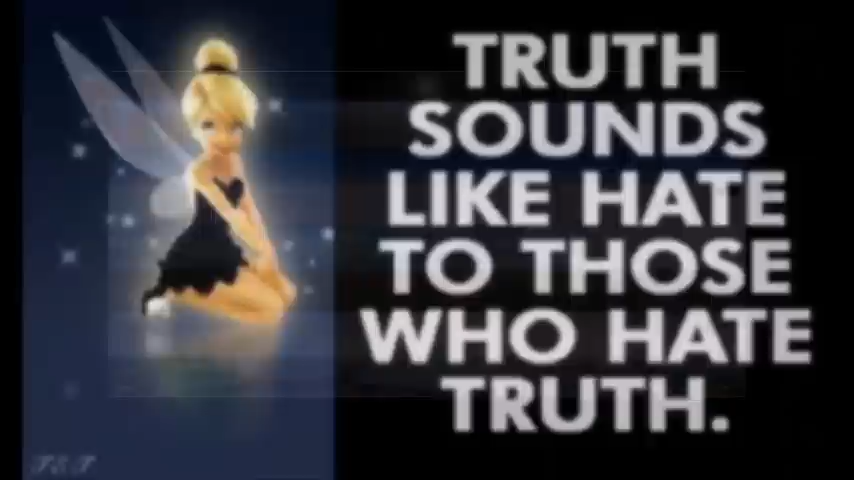 TRUTH
SOUNDS
LIKE HATE
TO THOSE
WHO HATE
TRUTH.